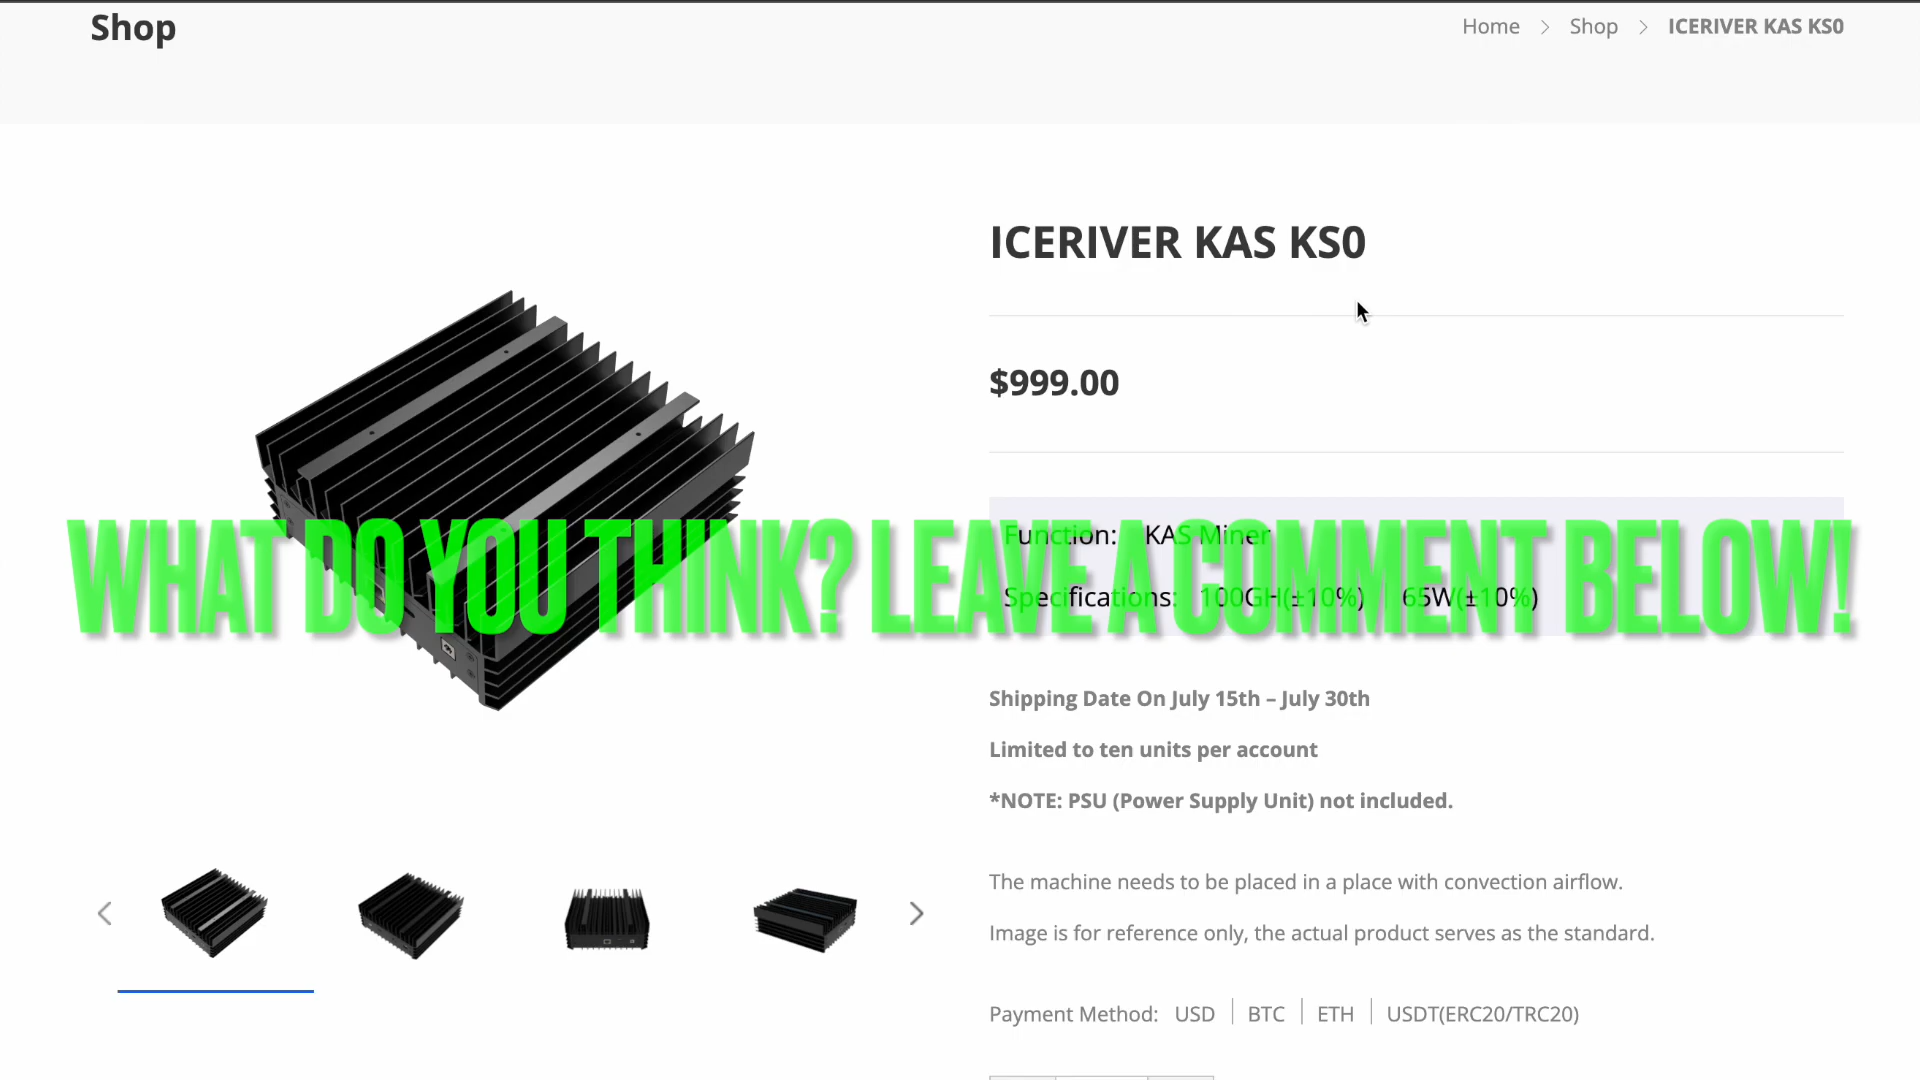 Shop
Home > Shop > ICERIVER KAS KS0
ICERIVER KAS KS0
$999.00
Function: KAS Miner
WHAT DO YOU THINK? LEAVE A COMMENT BELOW!
Specifications: 100GH(±10%) | 65W(±10%)
Shipping Date On July 15th – July 30th
Limited to ten units per account
*NOTE: PSU (Power Supply Unit) not included.
The machine needs to be placed in a place with convection airflow.
Image is for reference only, the actual product serves as the standard.
Payment Method: USD | BTC | ETH | USDT(ERC20/TRC20)